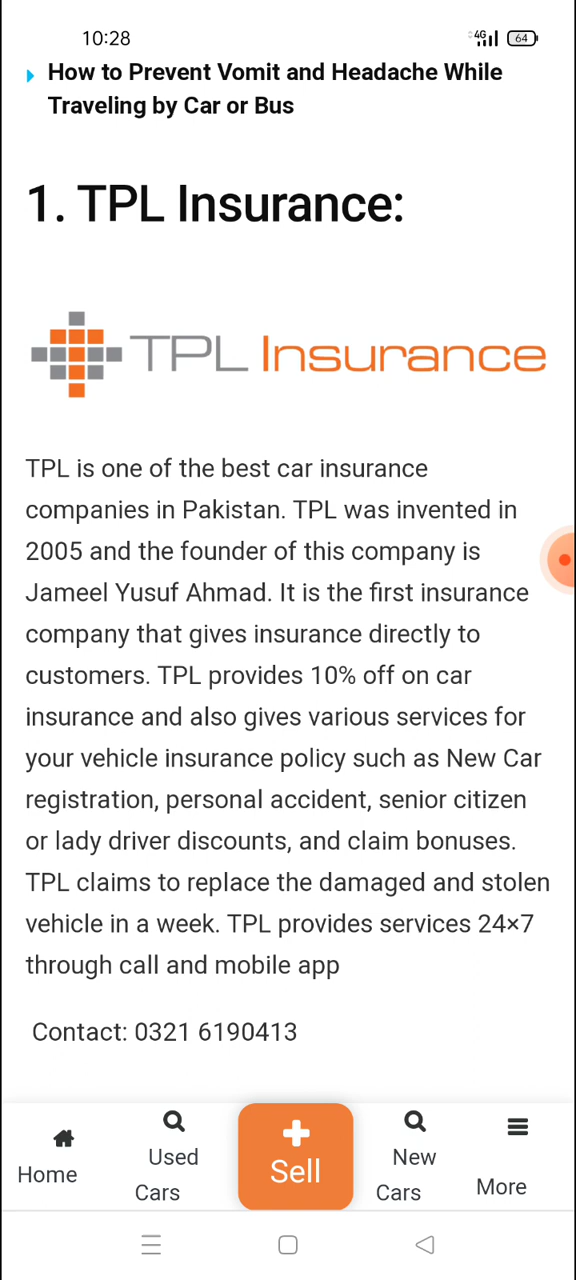 10:28
4G
64
How to Prevent Vomit and Headache While
Traveling by Car or Bus
1. TPL Insurance:
TPL Insurance
TPL is one of the best car insurance
companies in Pakistan. TPL was invented in
2005 and the founder of this company is
Jameel Yusuf Ahmad. It is the first insurance
company that gives insurance directly to
customers. TPL provides 10% off on car
insurance and also gives various services for
your vehicle insurance policy such as New Car
registration, personal accident, senior citizen
or lady driver discounts, and claim bonuses.
TPL claims to replace the damaged and stolen
vehicle in a week. TPL provides services 24×7
through call and mobile app
Contact: 0321 6190413
Home
Used
Cars
Sell
New
Cars
More